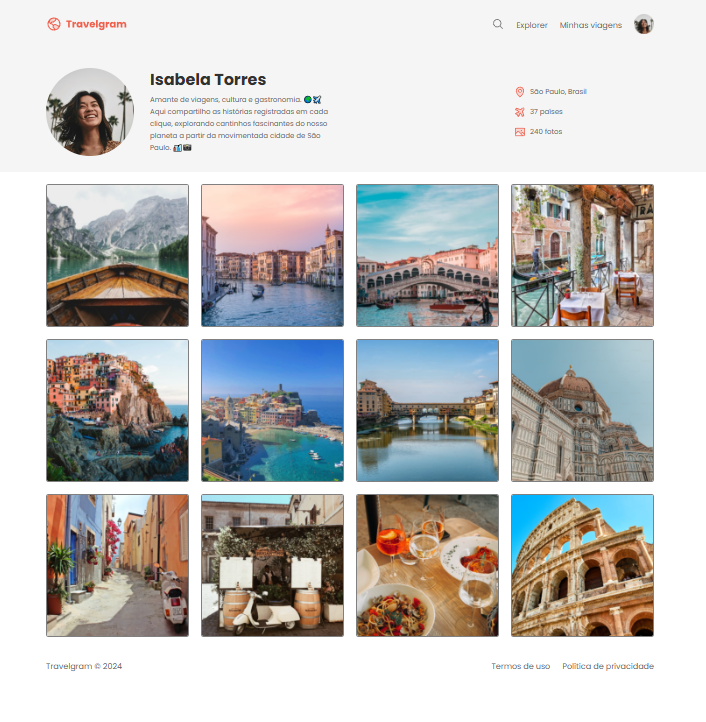 Travelgram
Explorer
Minhas viagens
Isabela Torres
Amante de viagens, cultura e gastronomia. 🌍✈️
Aqui compartilho as histórias registradas em cada
clique, explorando cantinhos fascinantes do nosso
planeta a partir da movimentada cidade de São
Paulo. 🏙️📷
São Paulo, Brasil
37 países
240 fotos
RA
Travelgram © 2024
Termos de uso
Política de privacidade